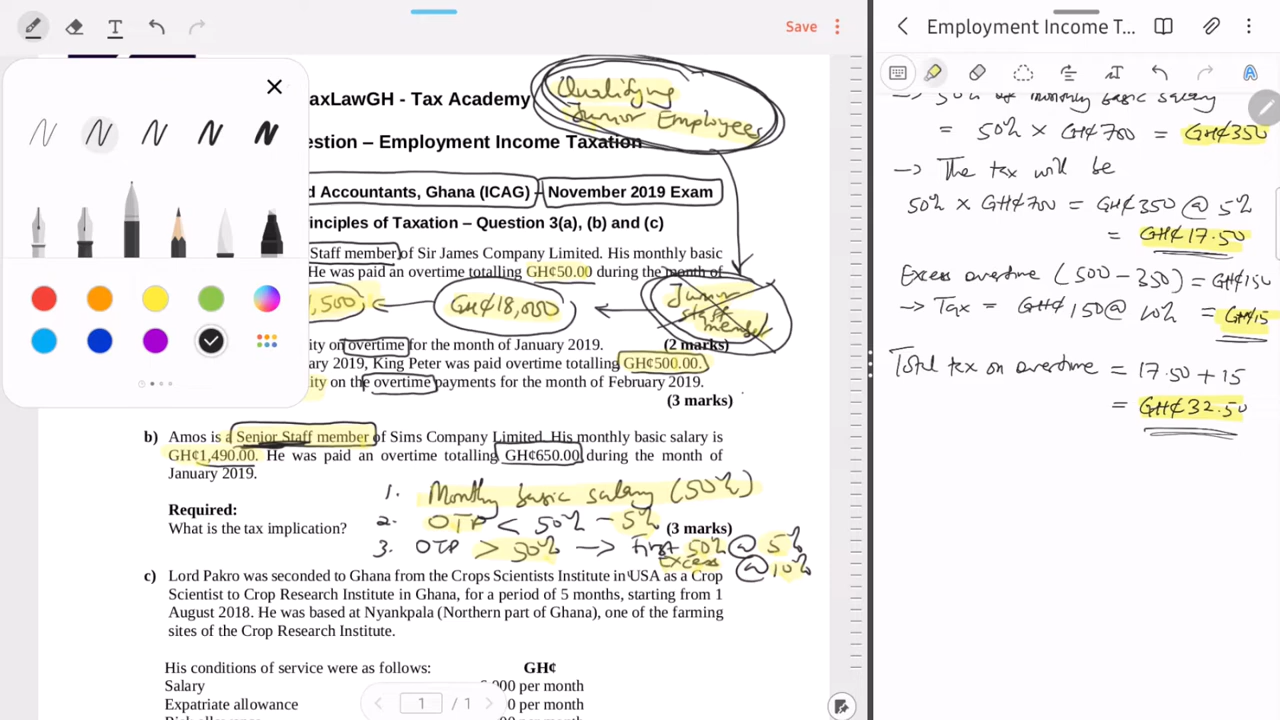 Save
Employment Income T...
Qualifying
Junior Employees
axLawGH - Tax Academy
estion – Employment Income Taxation
d Accountants, Ghana (ICAG) – November 2019 Exam
inciples of Taxation – Question 3(a), (b) and (c)
Staff member of Sir James Company Limited. His monthly basic
He was paid an overtime totalling GH¢50.00 during the month of
,500 ← GH¢18,000 ← Junior staff member
ity on overtime for the month of January 2019. (2 marks)
ary 2019, King Peter was paid overtime totalling GH¢500.00.
ity on the overtime payments for the month of February 2019.
(3 marks)
b) Amos is a Senior Staff member of Sims Company Limited. His monthly basic salary is
GH¢1,490.00. He was paid an overtime totalling GH¢650.00 during the month of
January 2019.
1. Monthly basic salary (50%)
Required:
2. OTP < 50% – 5%
What is the tax implication? (3 marks)
3. OTP > 50% → First 50% @ 5%
Excess @ 10%
c) Lord Pakro was seconded to Ghana from the Crops Scientists Institute in USA as a Crop
Scientist to Crop Research Institute in Ghana, for a period of 5 months, starting from 1
August 2018. He was based at Nyankpala (Northern part of Ghana), one of the farming
sites of the Crop Research Institute.
His conditions of service were as follows: GH¢
Salary 000 per month
Expatriate allowance 0 per month
1 / 1
→ 50% of monthly basic salary
= 50% × GH¢700 = GH¢350
→ The tax will be
50% × GH¢700 = GH¢350 @ 5%
= GH¢17.50
Excess overtime (500 – 350) = GH¢150
→ Tax = GH¢150 @ 10% = GH¢15
Total tax on overtime = 17.50 + 15
= GH¢32.50